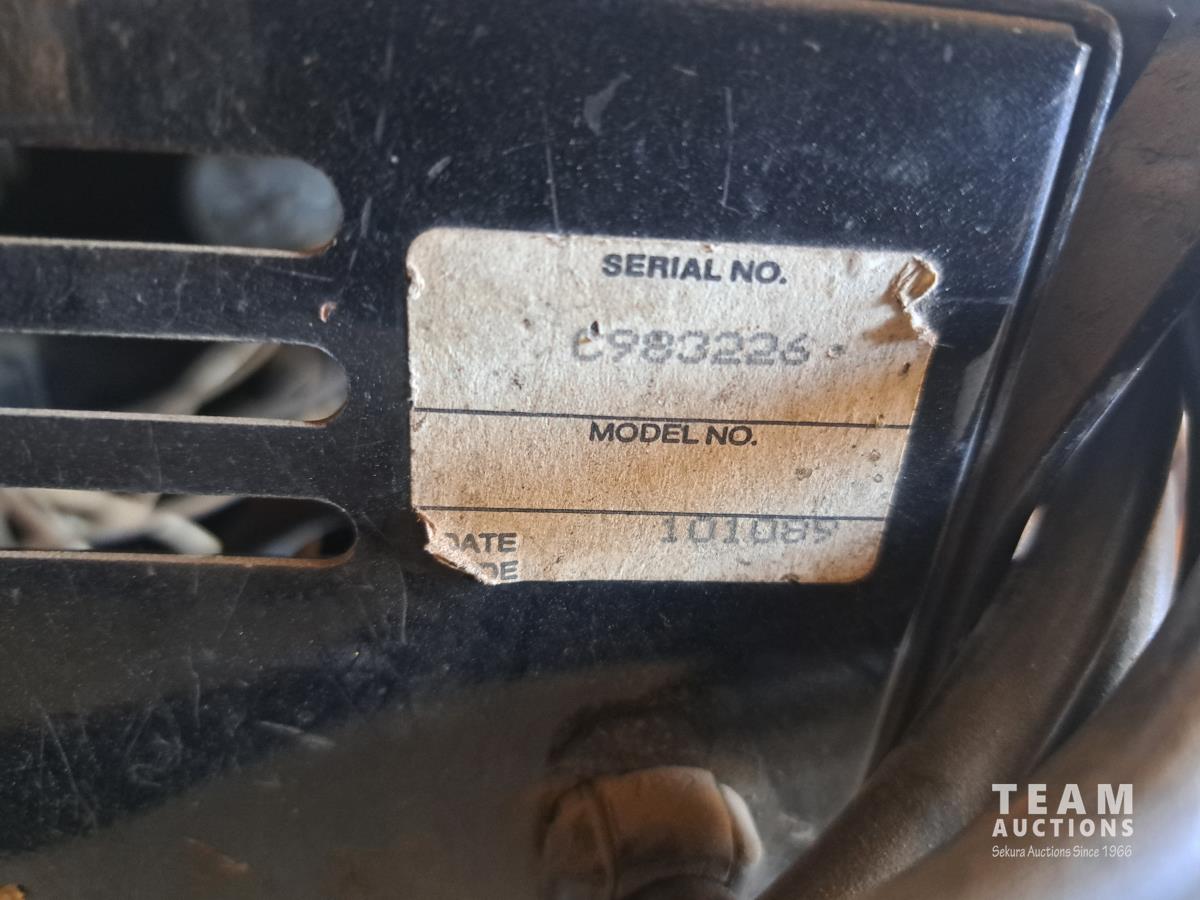 SERIAL NO.
C983226
MODEL NO.
101089
DATE
TEAM
AUCTIONS
Sekura Auctions Since 1966